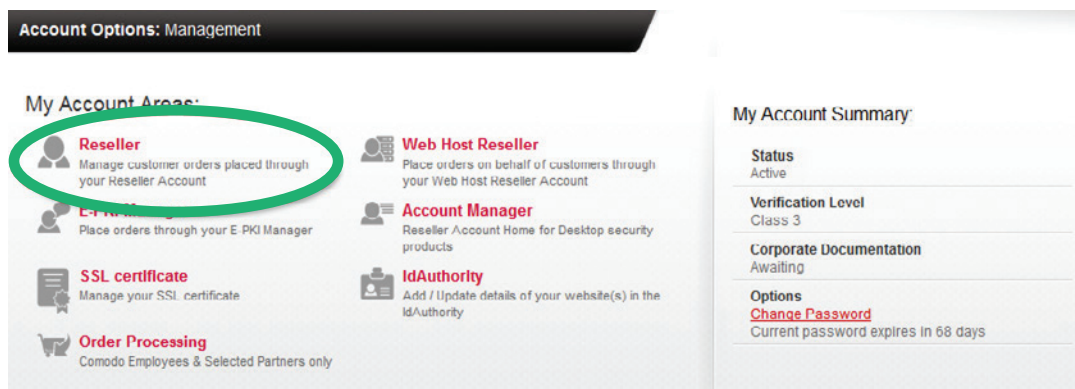 Account Options: Management
My Account Areas:
Reseller
Manage customer orders placed through
your Reseller Account
Web Host Reseller
Place orders on behalf of customers through
your Web Host Reseller Account
E-PKI Manager
Place orders through your E-PKI Manager
Account Manager
Reseller Account Home for Desktop security
products
SSL certificate
Manage your SSL certificate
IdAuthority
Add / Update details of your website(s) in the
IdAuthority
Order Processing
Comodo Employees & Selected Partners only
My Account Summary:
Status
Active
Verification Level
Class 3
Corporate Documentation
Awaiting
Options
Change Password
Current password expires in 68 days